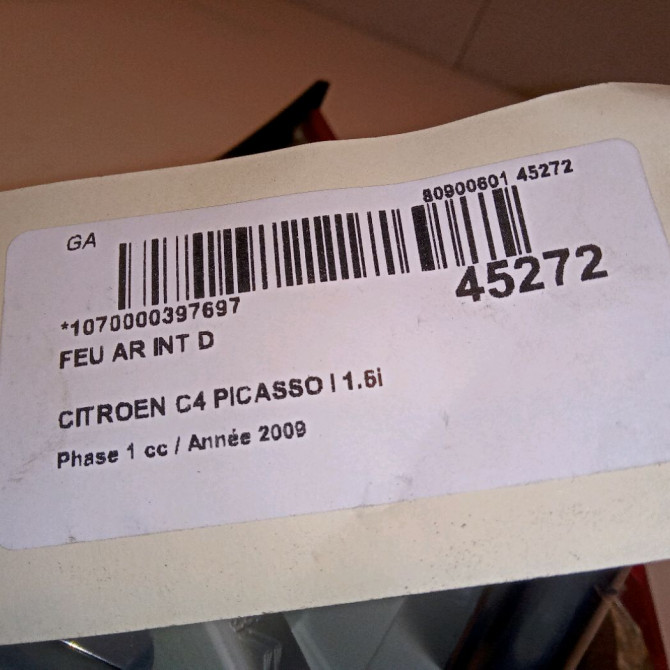 GA
80900601 45272
45272
*1070000397697
FEU AR INT D
CITROEN C4 PICASSO I 1.6i
Phase 1 cc / Année 2009